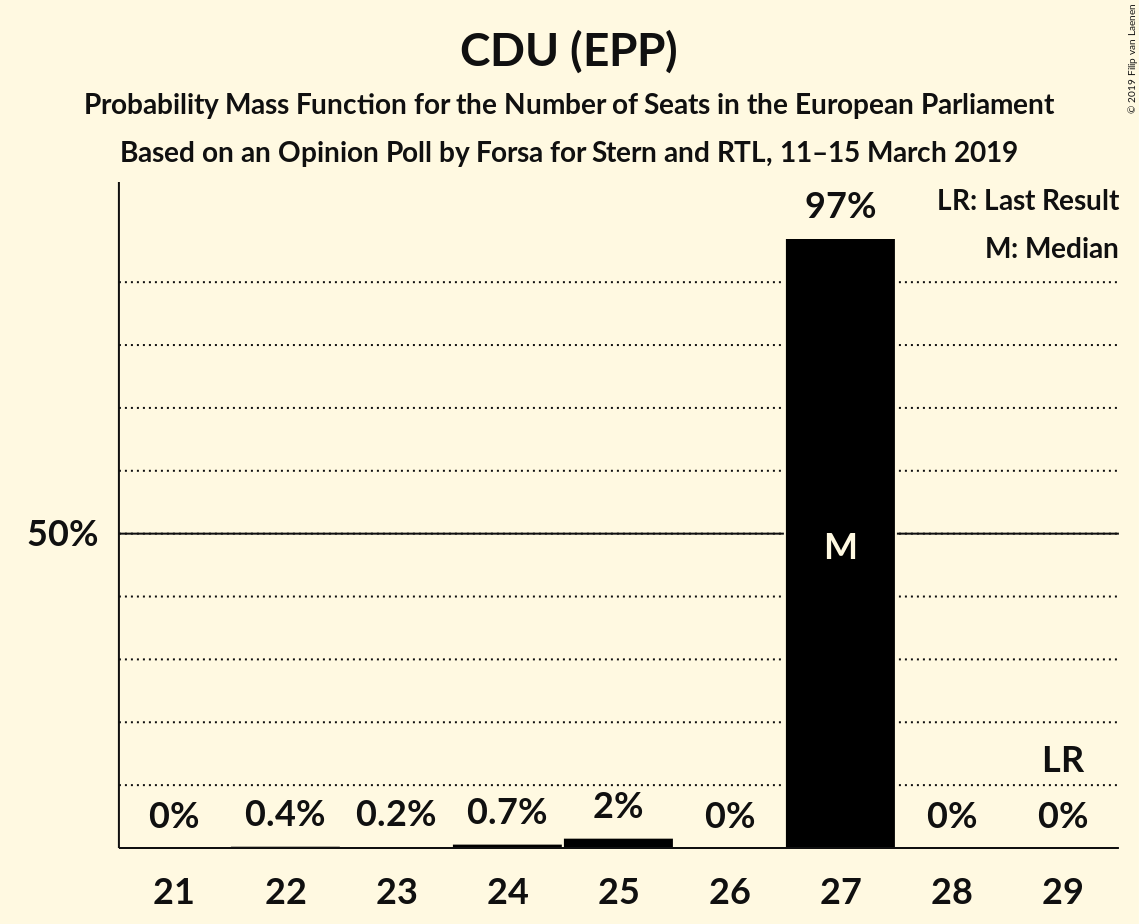 CDU (EPP)
Probability Mass Function for the Number of Seats in the European Parliament
Based on an Opinion Poll by Forsa for Stern and RTL, 11–15 March 2019
© 2019 Filip van Laenen
LR: Last Result
M: Median
97%
50%
M
LR
0% 0.4% 0.2% 0.7% 2% 0% 0% 0%
21 22 23 24 25 26 27 28 29